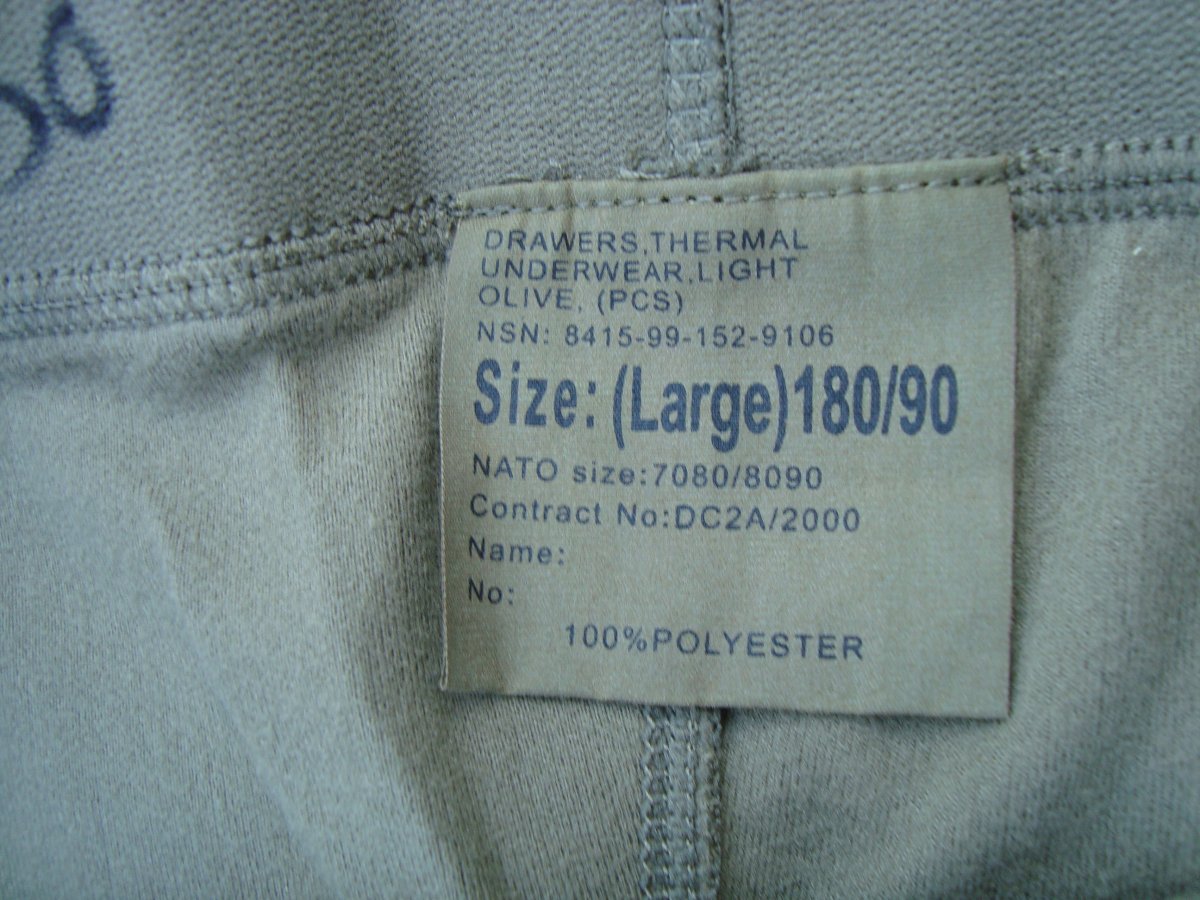 DRAWERS,THERMAL
UNDERWEAR,LIGHT
OLIVE, (PCS)
NSN: 8415-99-152-9106
Size: (Large)180/90
NATO size:7080/8090
Contract No:DC2A/2000
Name:
No:
100%POLYESTER